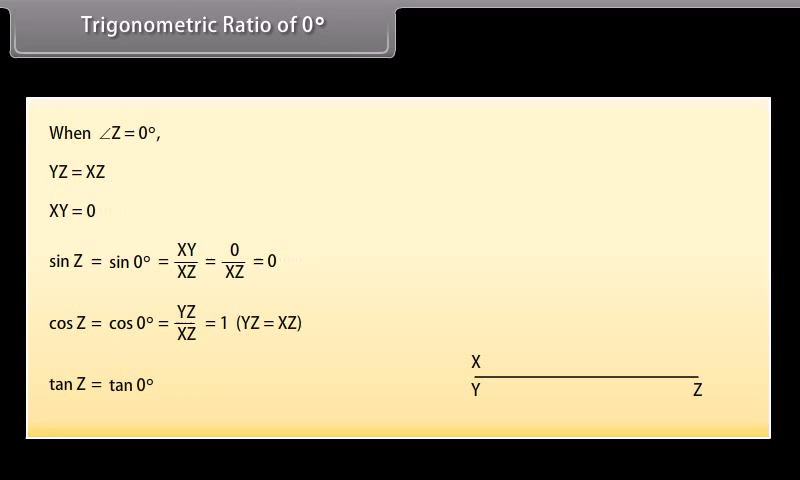 Trigonometric Ratio of 0°
When ∠Z = 0°,
YZ = XZ
XY = 0
sin Z = sin 0° = XY/XZ = 0/XZ = 0
cos Z = cos 0° = YZ/XZ = 1 (YZ = XZ)
tan Z = tan 0°
X
Y Z